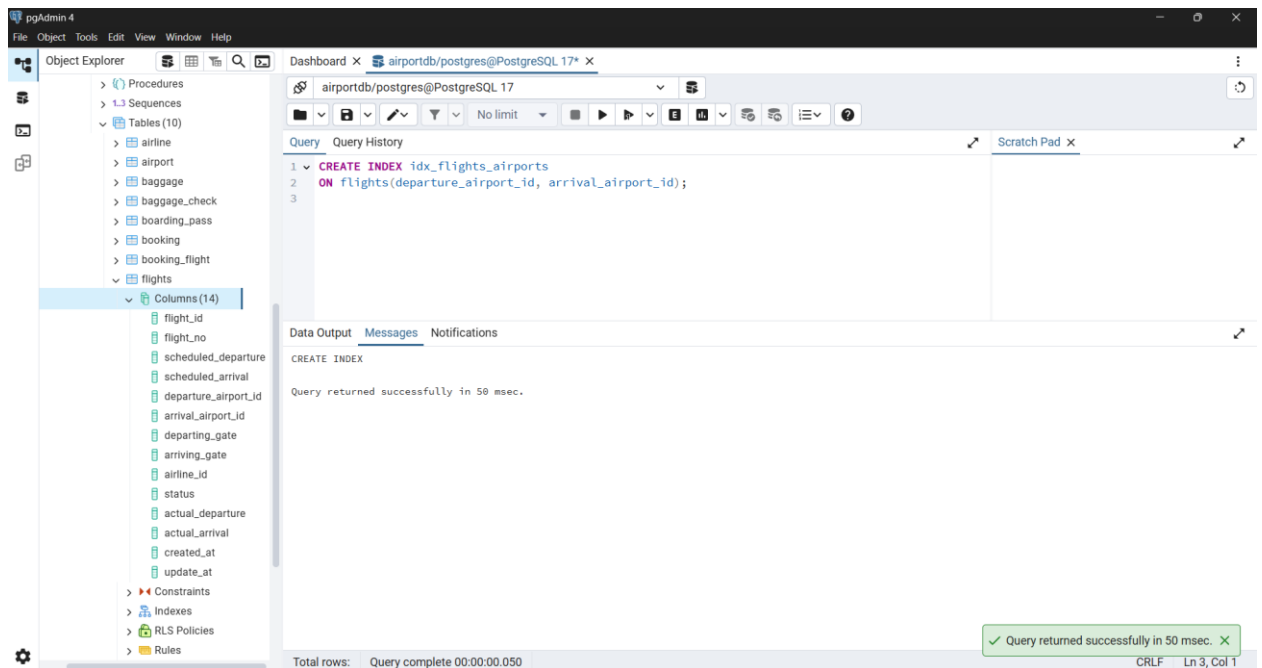 pgAdmin 4
File Object Tools Edit View Window Help
Object Explorer
Procedures
1..3 Sequences
Tables (10)
airline
airport
baggage
baggage_check
boarding_pass
booking
booking_flight
flights
Columns (14)
flight_id
flight_no
scheduled_departure
scheduled_arrival
departure_airport_id
arrival_airport_id
departing_gate
arriving_gate
airline_id
status
actual_departure
actual_arrival
created_at
update_at
Constraints
Indexes
RLS Policies
Rules
Dashboard airportdb/postgres@PostgreSQL 17*
airportdb/postgres@PostgreSQL 17
No limit E
Query Query History
Scratch Pad
1 CREATE INDEX idx_flights_airports
2 ON flights(departure_airport_id, arrival_airport_id);
3
Data Output Messages Notifications
CREATE INDEX
Query returned successfully in 50 msec.
Query returned successfully in 50 msec.
Total rows: Query complete 00:00:00.050 CRLF Ln 3, Col 1